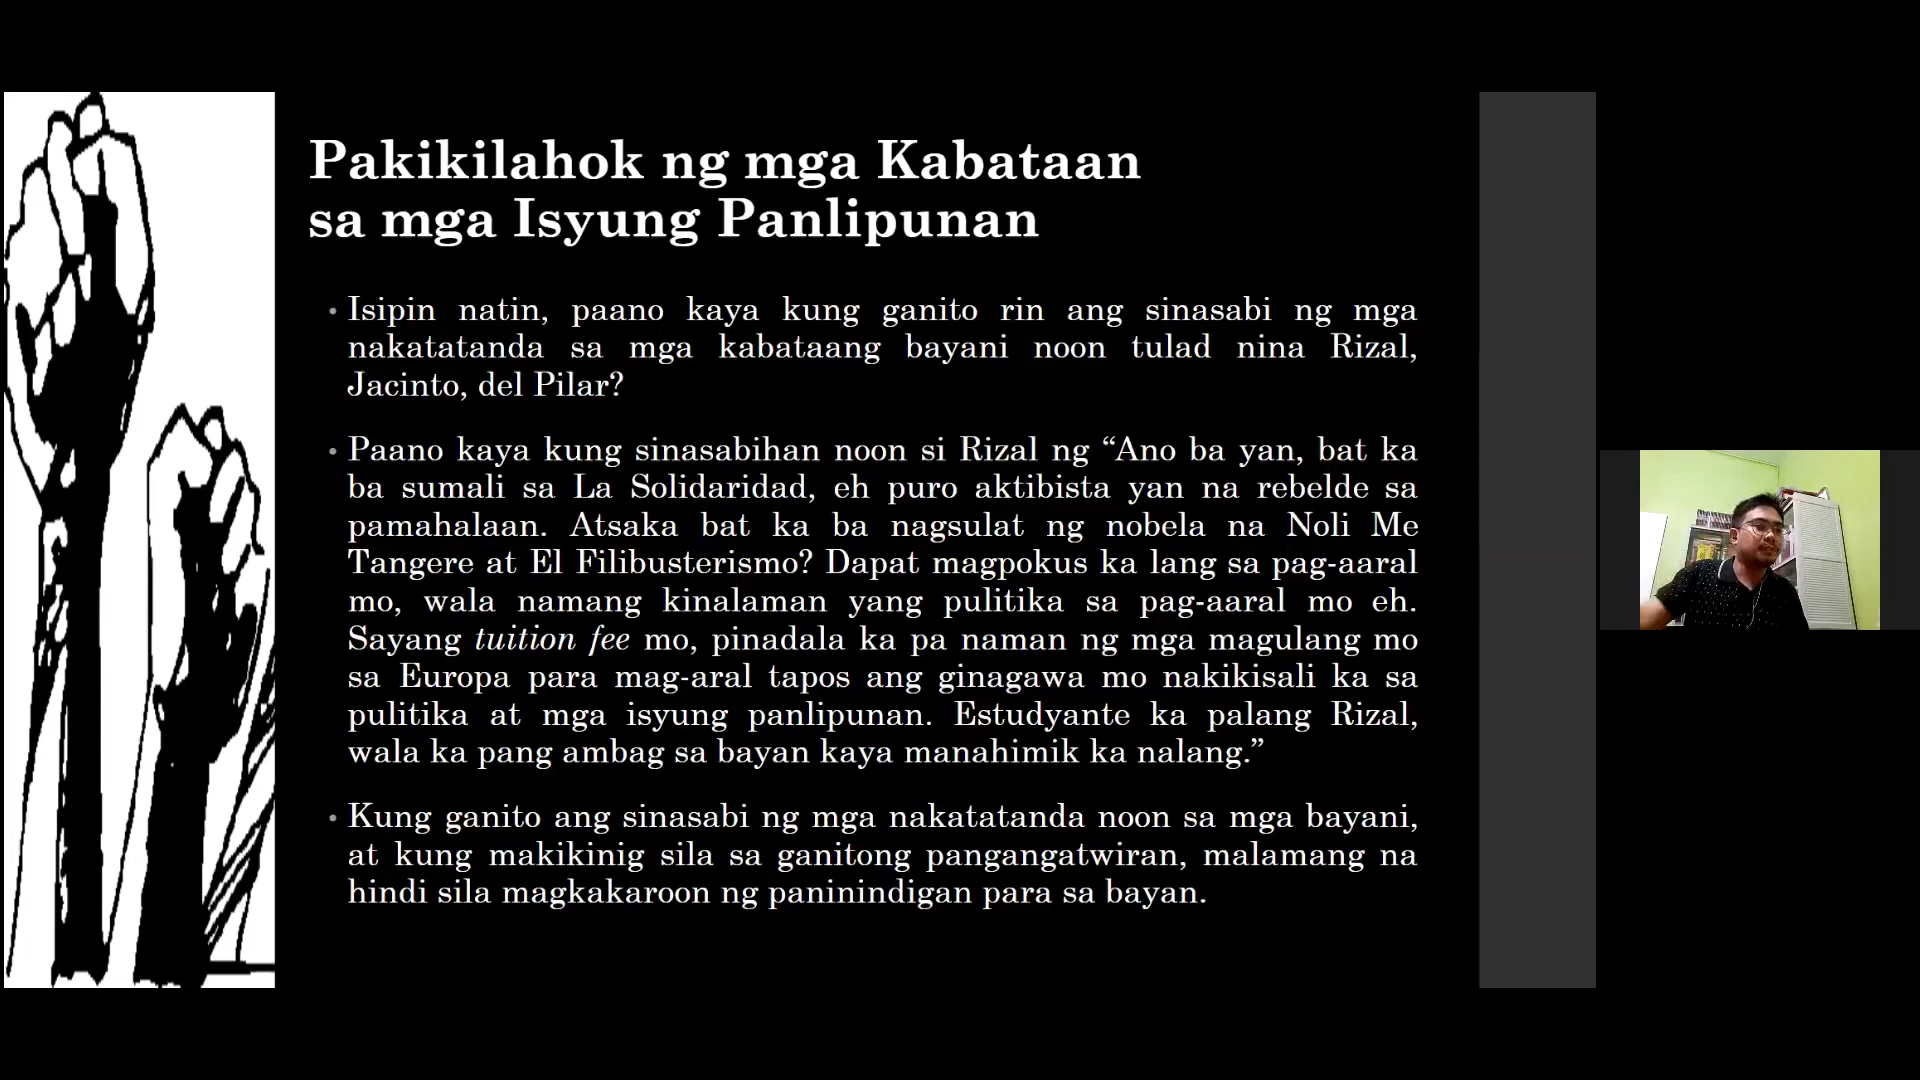 Pakikilahok ng mga Kabataan
sa mga Isyung Panlipunan
• Isipin natin, paano kaya kung ganito rin ang sinasabi ng mga
nakatatanda sa mga kabataang bayani noon tulad nina Rizal,
Jacinto, del Pilar?
• Paano kaya kung sinasabihan noon si Rizal ng “Ano ba yan, bat ka
ba sumali sa La Solidaridad, eh puro aktibista yan na rebelde sa
pamahalaan. Atsaka bat ka ba nagsulat ng nobela na Noli Me
Tangere at El Filibusterismo? Dapat magpokus ka lang sa pag-aaral
mo, wala namang kinalaman yang pulitika sa pag-aaral mo eh.
Sayang tuition fee mo, pinadala ka pa naman ng mga magulang mo
sa Europa para mag-aral tapos ang ginagawa mo nakikisali ka sa
pulitika at mga isyung panlipunan. Estudyante ka palang Rizal,
wala ka pang ambag sa bayan kaya manahimik ka nalang.”
• Kung ganito ang sinasabi ng mga nakatatanda noon sa mga bayani,
at kung makikinig sila sa ganitong pangangatwiran, malamang na
hindi sila magkakaroon ng paninindigan para sa bayan.